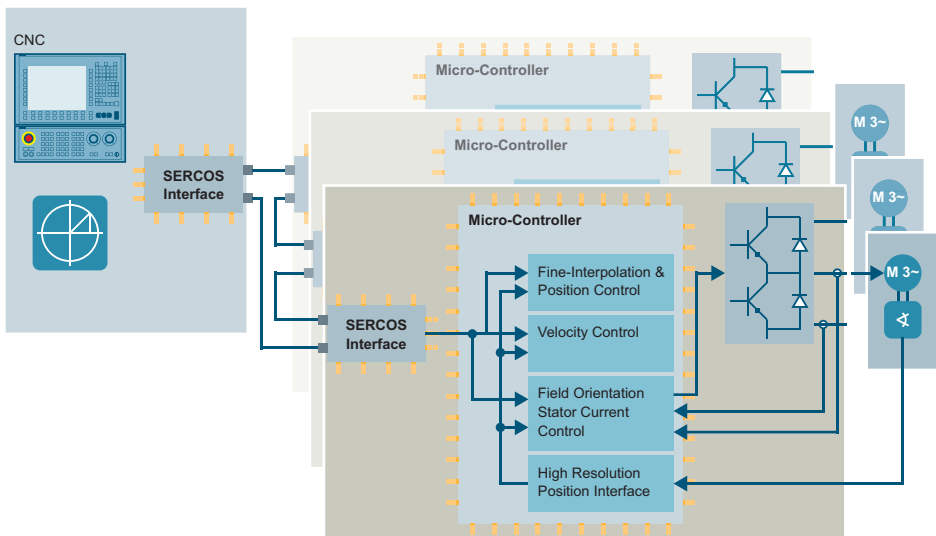 CNC
SERCOS
Interface
Micro-Controller
M 3~
Micro-Controller
M 3~
Micro-Controller
M 3~
SERCOS
Interface
Fine-Interpolation &
Position Control
Velocity Control
Field Orientation
Stator Current
Control
High Resolution
Position Interface